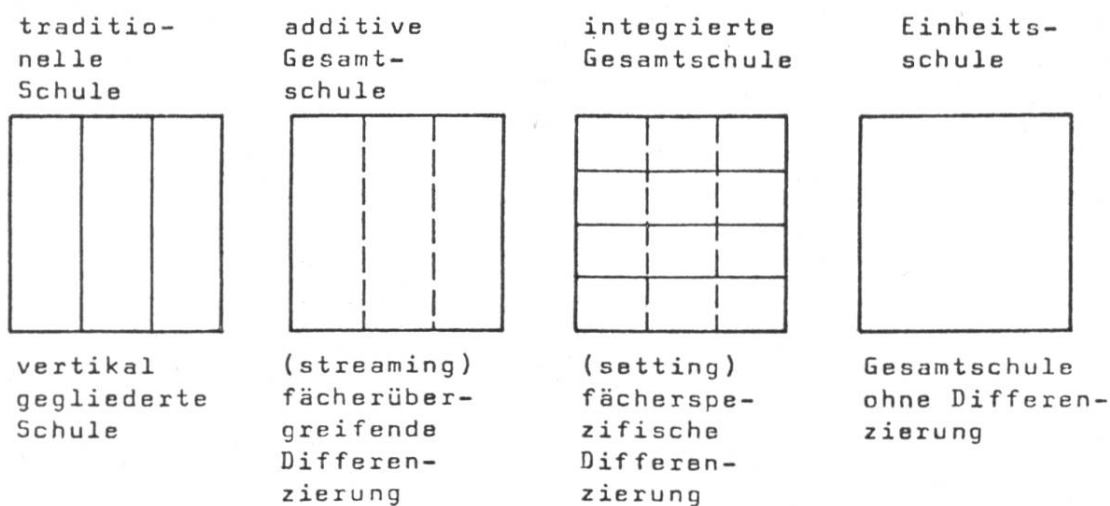 traditio-
nelle
Schule
additive
Gesamt-
schule
integrierte
Gesamtschule
Einheits-
schule
vertikal
gegliederte
Schule
(streaming)
fächerüber-
greifende
Differen-
zierung
(setting)
fächerspe-
zifische
Differen-
zierung
Gesamtschule
ohne Differen-
zierung